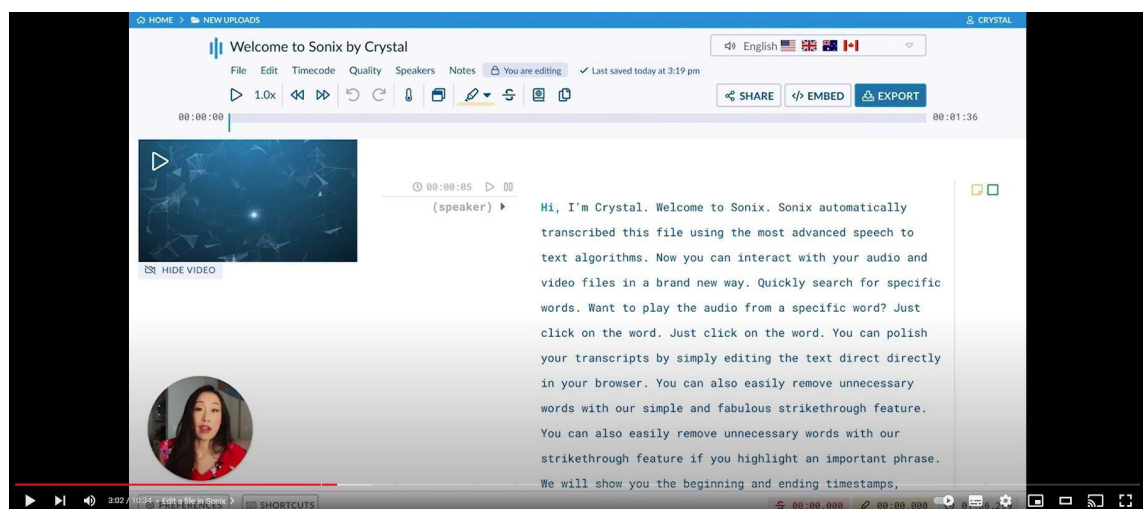 HOME > NEW UPLOADS CRYSTAL
Welcome to Sonix by Crystal
English
File Edit Timecode Quality Speakers Notes You are editing Last saved today at 3:19 pm
1.0x SHARE </> EMBED EXPORT
00:00:00 00:01:36
00:00:05
(speaker)
HIDE VIDEO
Hi, I'm Crystal. Welcome to Sonix. Sonix automatically
transcribed this file using the most advanced speech to
text algorithms. Now you can interact with your audio and
video files in a brand new way. Quickly search for specific
words. Want to play the audio from a specific word? Just
click on the word. Just click on the word. You can polish
your transcripts by simply editing the text direct directly
in your browser. You can also easily remove unnecessary
words with our simple and fabulous strikethrough feature.
You can also easily remove unnecessary words with our
strikethrough feature if you highlight an important phrase.
We will show you the beginning and ending timestamps,
3:02 / 10:34 • Edit a file in Sonix >
PREFERENCES SHORTCUTS 00:00.000 00:00.000